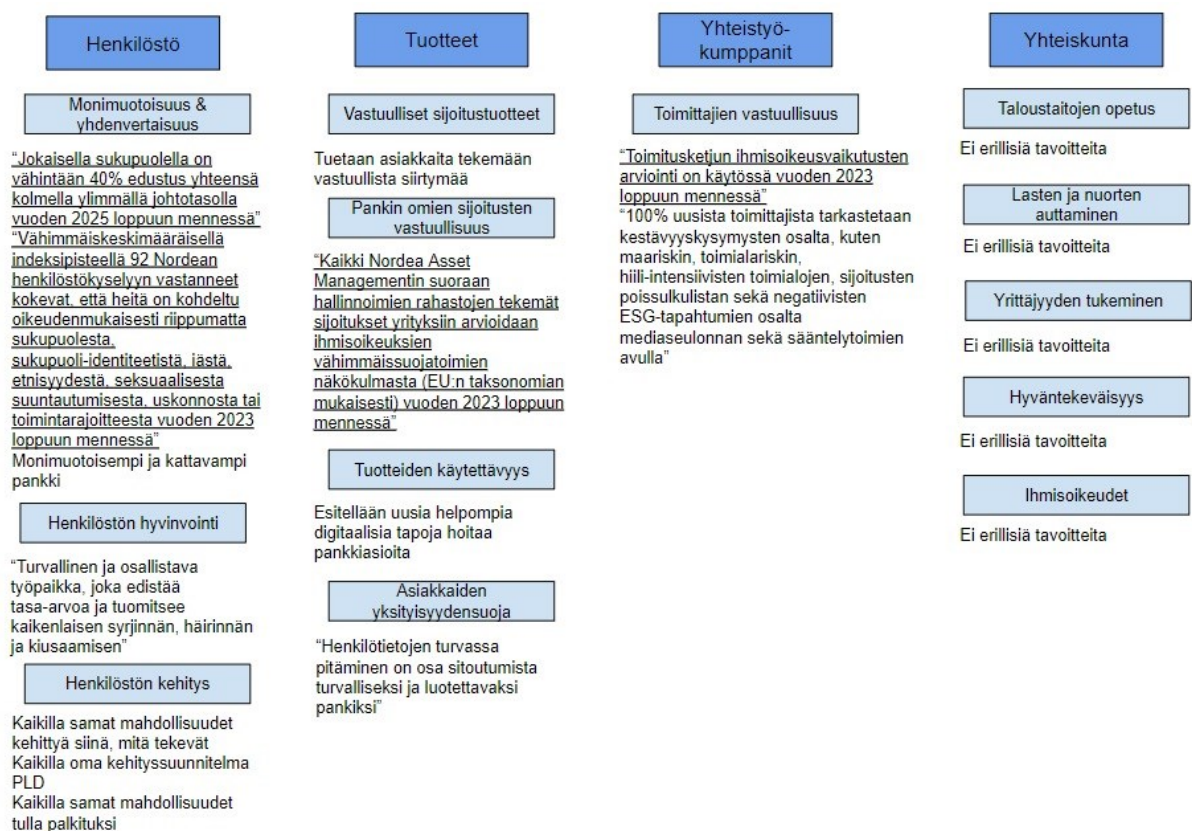 Henkilöstö
Monimuotoisuus &
yhdenvertaisuus
“Jokaisella sukupuolella on
vähintään 40% edustus yhteensä
kolmella ylimmällä johtotasolla
vuoden 2025 loppuun mennessä”
“Vähimmäiskeskimääräisellä
indeksipisteellä 92 Nordean
henkilöstökyselyyn vastanneet
kokevat, että heitä on kohdeltu
oikeudenmukaisesti riippumatta
sukupuolesta,
sukupuoli-identiteetistä, iästä,
etnisyydestä, seksuaalisesta
suuntautumisesta, uskonnosta tai
toimintarajoitteesta vuoden 2023
loppuun mennessä”
Monimuotoisempi ja kattavampi
pankki
Henkilöstön hyvinvointi
“Turvallinen ja osallistava
työpaikka, joka edistää
tasa-arvoa ja tuomitsee
kaikenlaisen syrjinnän, häirinnän
ja kiusaamisen”
Henkilöstön kehitys
Kaikilla samat mahdollisuudet
kehittyä siinä, mitä tekevät
Kaikilla oma kehityssuunnitelma
PLD
Kaikilla samat mahdollisuudet
tulla palkituksi
Tuotteet
Vastuulliset sijoitustuotteet
Tuetaan asiakkaita tekemään
vastuullista siirtymää
Pankin omien sijoitusten
vastuullisuus
“Kaikki Nordea Asset
Managementin suoraan
hallinnoimien rahastojen tekemät
sijoitukset yrityksiin arvioidaan
ihmisoikeuksien
vähimmäissuojatoimien
näkökulmasta (EU:n taksonomian
mukaisesti) vuoden 2023 loppuun
mennessä”
Tuotteiden käytettävyys
Esitellään uusia helpompia
digitaalisia tapoja hoitaa
pankkiasioita
Asiakkaiden
yksityisyydensuoja
“Henkilötietojen turvassa
pitäminen on osa sitoutumista
turvalliseksi ja luotettavaksi
pankiksi”
Yhteistyö-
kumppanit
Toimittajien vastuullisuus
“Toimitusketjun ihmisoikeusvaikutusten
arviointi on käytössä vuoden 2023
loppuun mennessä”
“100% uusista toimittajista tarkastetaan
kestävyyskysymysten osalta, kuten
maariskin, toimialariskin,
hiili-intensiivisten toimialojen, sijoitusten
poissulkulistan sekä negatiivisten
ESG-tapahtumien osalta
mediaseulonnan sekä sääntelytoimien
avulla”
Yhteiskunta
Taloustaitojen opetus
Ei erillisiä tavoitteita
Lasten ja nuorten
auttaminen
Ei erillisiä tavoitteita
Yrittäjyyden tukeminen
Ei erillisiä tavoitteita
Hyväntekeväisyys
Ei erillisiä tavoitteita
Ihmisoikeudet
Ei erillisiä tavoitteita